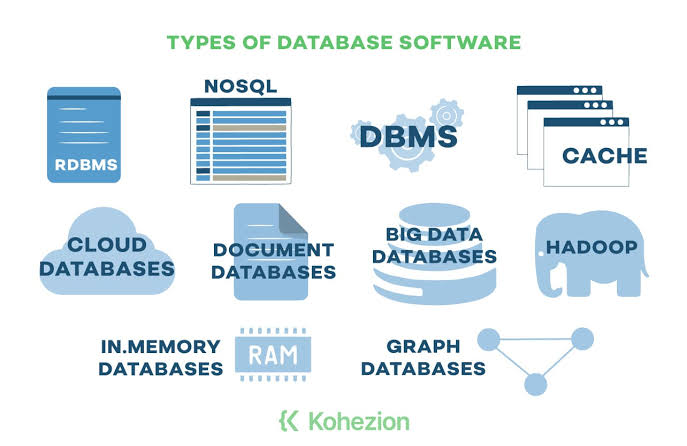 TYPES OF DATABASE SOFTWARE
RDBMS
NOSQL
DBMS
CACHE
CLOUD
DATABASES
DOCUMENT
DATABASES
BIG DATA
DATABASES
HADOOP
IN.MEMORY
DATABASES
RAM
GRAPH
DATABASES
Kohezion